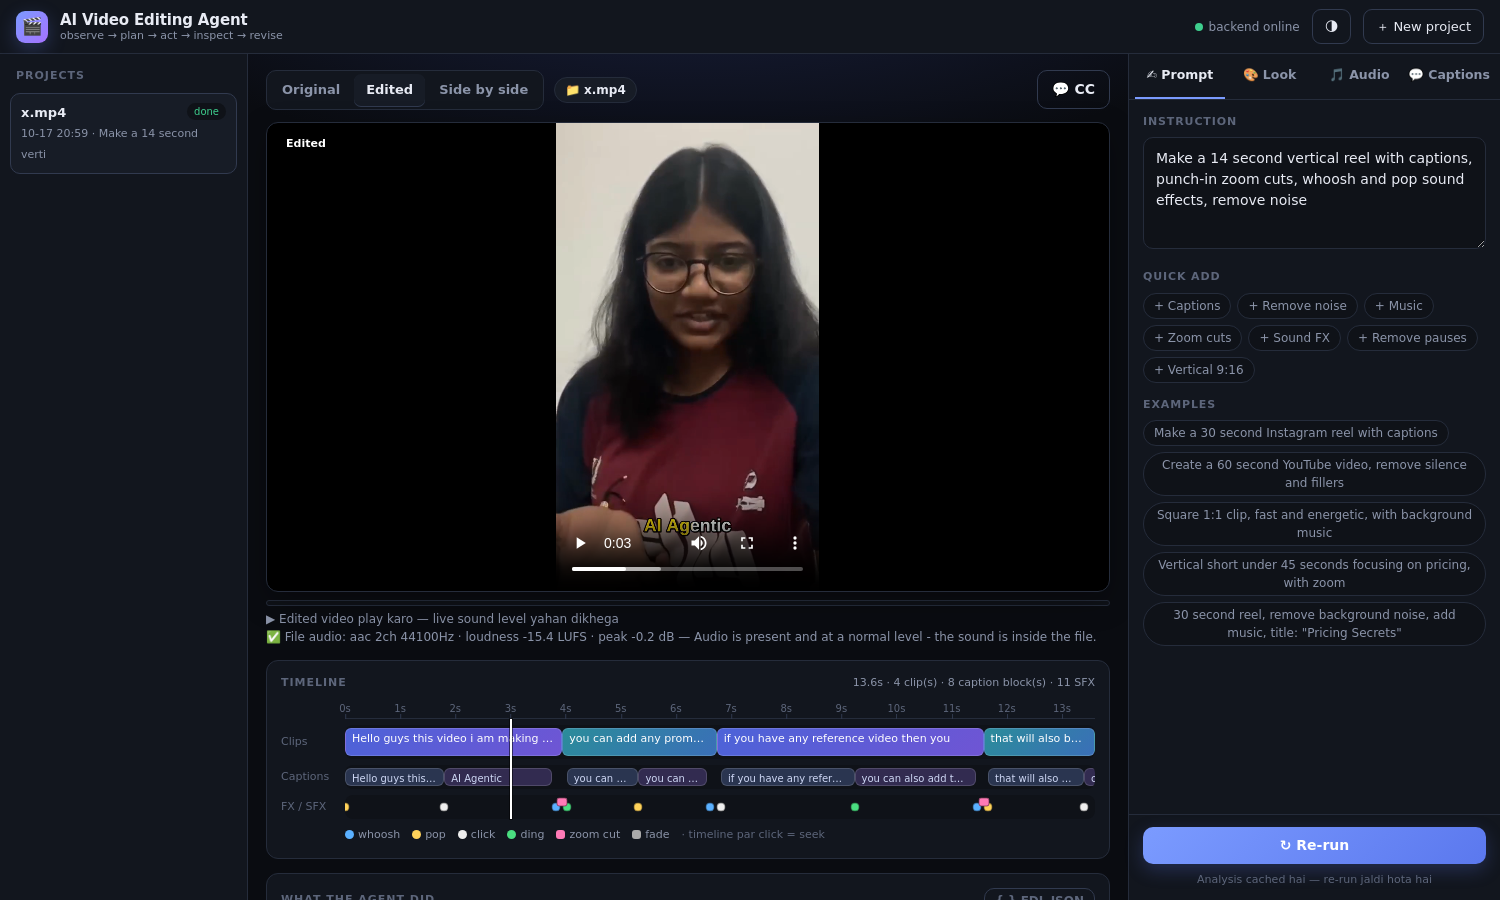 AI Video Editing Agent
observe → plan → act → inspect → revise
backend online
＋ New project
PROJECTS
x.mp4
done
10-17 20:59 · Make a 14 second
verti
Original
Edited
Side by side
x.mp4
CC
Edited
AI Agentic
0:03
▶ Edited video play karo — live sound level yahan dikhega
✅ File audio: aac 2ch 44100Hz · loudness -15.4 LUFS · peak -0.2 dB — Audio is present and at a normal level - the sound is inside the file.
TIMELINE
13.6s · 4 clip(s) · 8 caption block(s) · 11 SFX
0s 1s 2s 3s 4s 5s 6s 7s 8s 9s 10s 11s 12s 13s
Clips
Hello guys this video i am making ...
you can add any prom...
if you have any reference video then you
that will also b...
Captions
Hello guys this...
AI Agentic
you can ...
you can ...
if you have any refer...
you can also add t...
that will also ...
FX / SFX
whoosh
pop
click
ding
zoom cut
fade
· timeline par click = seek
WHAT THE AGENT DID
{ } EDL JSON
Prompt
Look
Audio
Captions
INSTRUCTION
Make a 14 second vertical reel with captions,
punch-in zoom cuts, whoosh and pop sound
effects, remove noise
QUICK ADD
+ Captions
+ Remove noise
+ Music
+ Zoom cuts
+ Sound FX
+ Remove pauses
+ Vertical 9:16
EXAMPLES
Make a 30 second Instagram reel with captions
Create a 60 second YouTube video, remove silence
and fillers
Square 1:1 clip, fast and energetic, with background
music
Vertical short under 45 seconds focusing on pricing,
with zoom
30 second reel, remove background noise, add
music, title: "Pricing Secrets"
↻ Re-run
Analysis cached hai — re-run jaldi hota hai